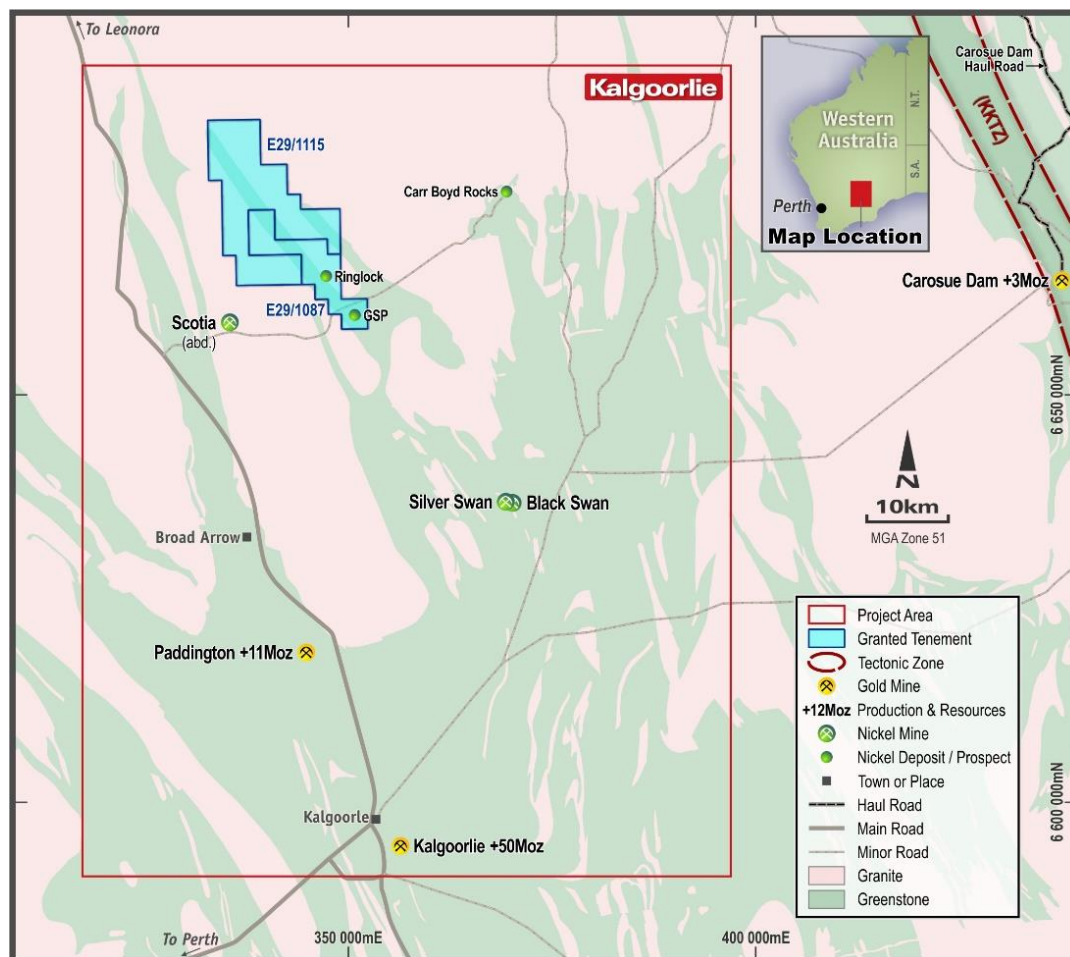 To Leonora
Kalgoorlie
Carosue Dam
Haul Road
(KKTZ)
Western
Australia
N.T.
S.A.
Perth
Map Location
E29/1115
Carr Boyd Rocks
Ringlock
E29/1087
GSP
Scotia
(abd.)
Carosue Dam +3Moz
6 650 000mN
N
10km
MGA Zone 51
Silver Swan
Black Swan
Broad Arrow
Paddington +11Moz
Kalgoorle
Kalgoorlie +50Moz
6 600 000mN
To Perth
350 000mE
400 000mE
Project Area
Granted Tenement
Tectonic Zone
Gold Mine
+12Moz Production & Resources
Nickel Mine
Nickel Deposit / Prospect
Town or Place
Haul Road
Main Road
Minor Road
Granite
Greenstone